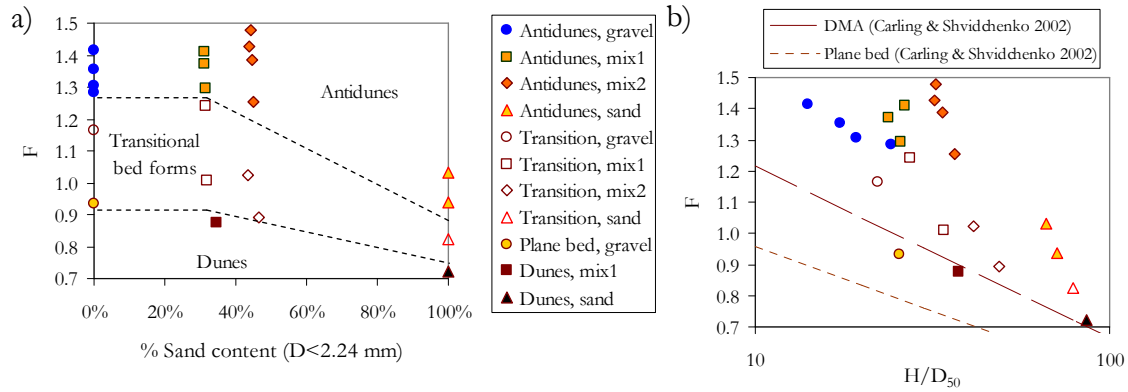 a)
1.5
1.4
1.3
1.2
1.1
1.0
0.9
0.8
0.7
F
Antidunes
Transitional
bed forms
Dunes
0% 20% 40% 60% 80% 100%
% Sand content (D<2.24 mm)
Antidunes, gravel
Antidunes, mix1
Antidunes, mix2
Antidunes, sand
Transition, gravel
Transition, mix1
Transition, mix2
Transition, sand
Plane bed, gravel
Dunes, mix1
Dunes, sand
b)
DMA (Carling & Shvidchenko 2002)
Plane bed (Carling & Shvidchenko 2002)
1.5
1.4
1.3
1.2
1.1
1.0
0.9
0.8
0.7
F
10 100
H/D50